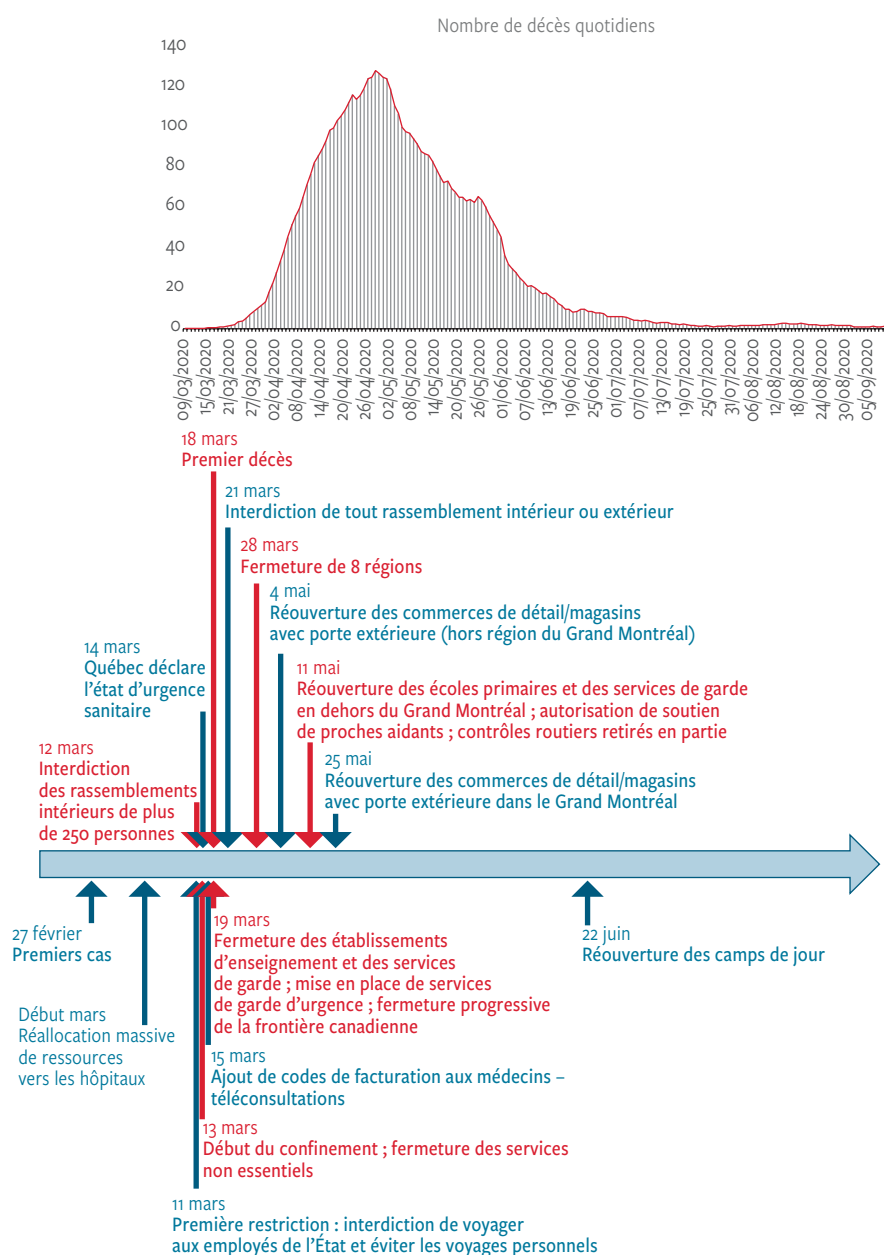 Nombre de décès quotidiens
140
120
100
80
60
40
20
0
09/03/2020
15/03/2020
21/03/2020
27/03/2020
02/04/2020
08/04/2020
14/04/2020
20/04/2020
26/04/2020
02/05/2020
08/05/2020
14/05/2020
20/05/2020
26/05/2020
01/06/2020
07/06/2020
13/06/2020
19/06/2020
25/06/2020
01/07/2020
07/07/2020
13/07/2020
19/07/2020
25/07/2020
31/07/2020
06/08/2020
12/08/2020
18/08/2020
24/08/2020
30/08/2020
05/09/2020
18 mars
Premier décès
21 mars
Interdiction de tout rassemblement intérieur ou extérieur
28 mars
Fermeture de 8 régions
4 mai
Réouverture des commerces de détail/magasins
avec porte extérieure (hors région du Grand Montréal)
14 mars
Québec déclare
l'état d'urgence
sanitaire
11 mai
Réouverture des écoles primaires et des services de garde
en dehors du Grand Montréal ; autorisation de soutien
de proches aidants ; contrôles routiers retirés en partie
12 mars
Interdiction
des rassemblements
intérieurs de plus
de 250 personnes
25 mai
Réouverture des commerces de détail/magasins
avec porte extérieure dans le Grand Montréal
27 février
Premiers cas
19 mars
Fermeture des établissements
d'enseignement et des services
de garde ; mise en place de services
de garde d'urgence ; fermeture progressive
de la frontière canadienne
22 juin
Réouverture des camps de jour
Début mars
Réallocation massive
de ressources
vers les hôpitaux
15 mars
Ajout de codes de facturation aux médecins –
téléconsultations
13 mars
Début du confinement ; fermeture des services
non essentiels
11 mars
Première restriction : interdiction de voyager
aux employés de l'État et éviter les voyages personnels